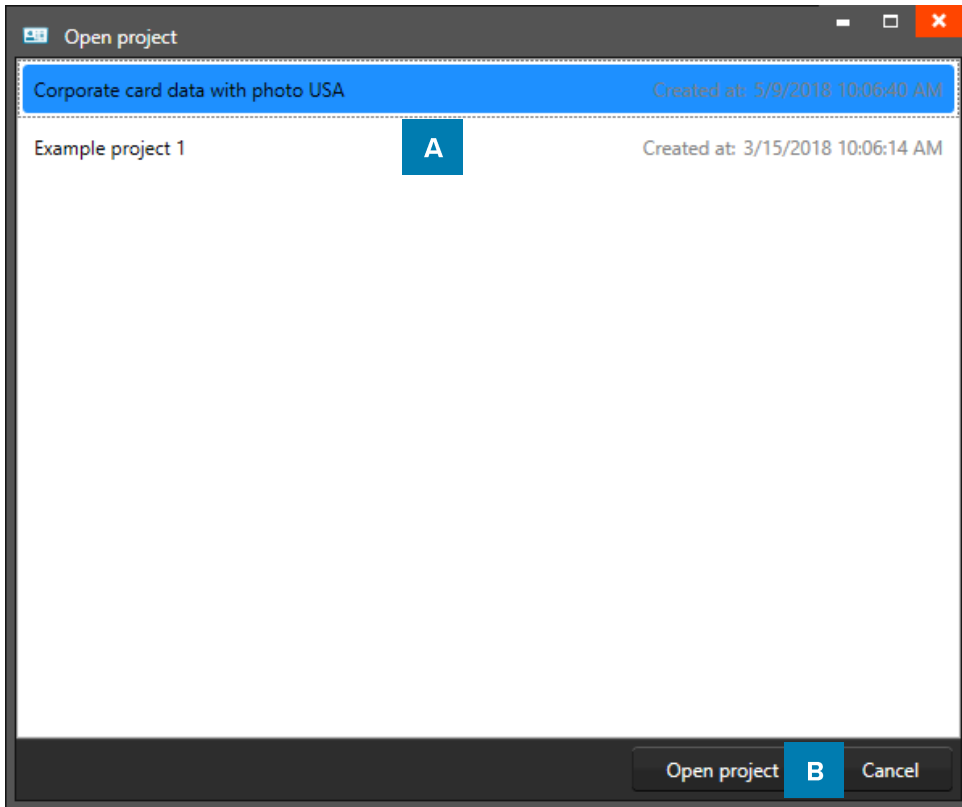 Open project
Corporate card data with photo USA Created at: 5/9/2018 10:06:40 AM
Example project 1 A Created at: 3/15/2018 10:06:14 AM
Open project B Cancel